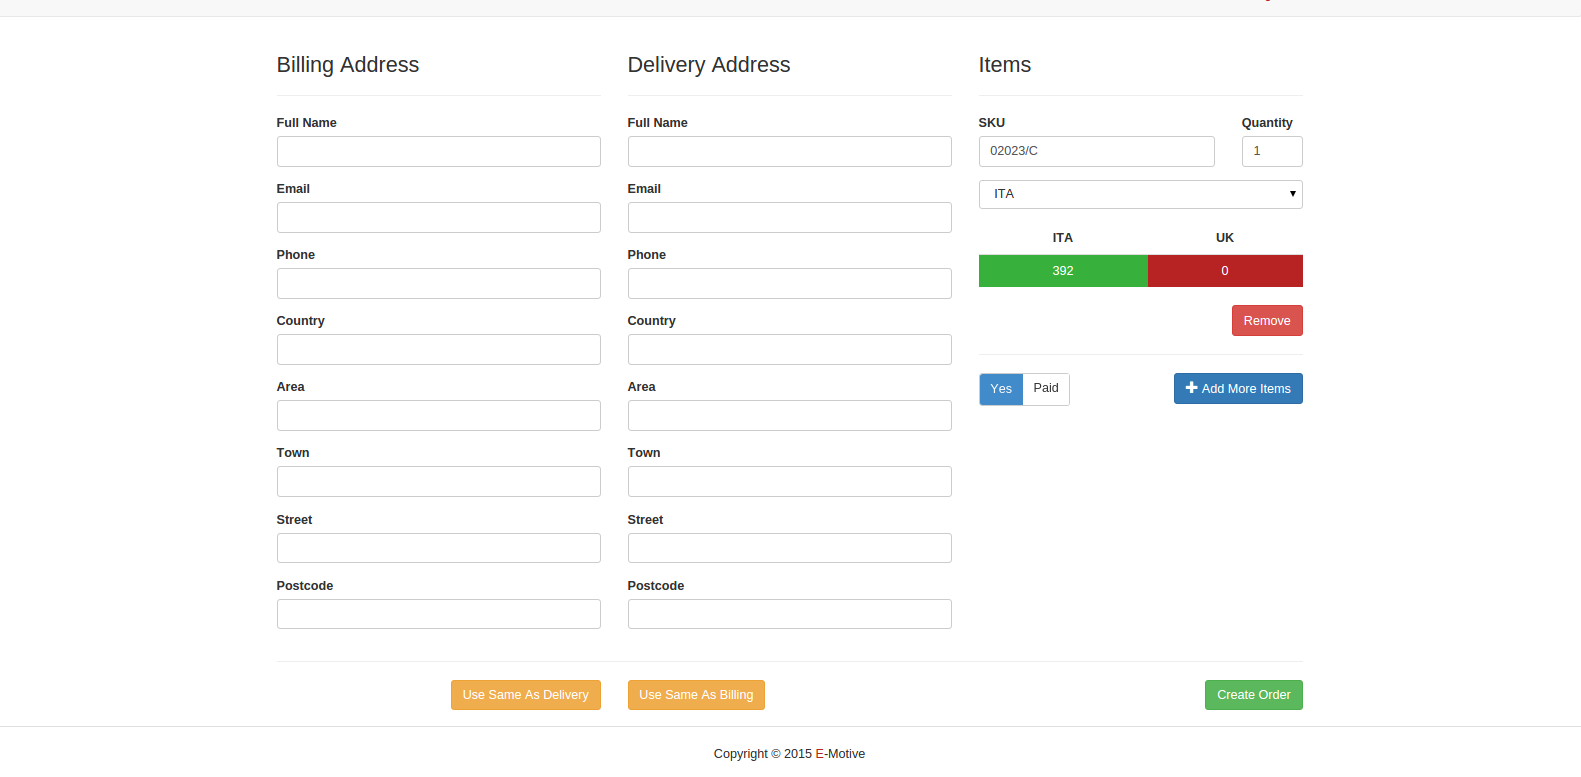 Billing Address
Full Name
Email
Phone
Country
Area
Town
Street
Postcode
Use Same As Delivery
Delivery Address
Full Name
Email
Phone
Country
Area
Town
Street
Postcode
Use Same As Billing
Items
SKU Quantity
02023/C 1
ITA
ITA UK
392 0
Remove
Yes Paid Add More Items
Create Order
Copyright © 2015 E-Motive